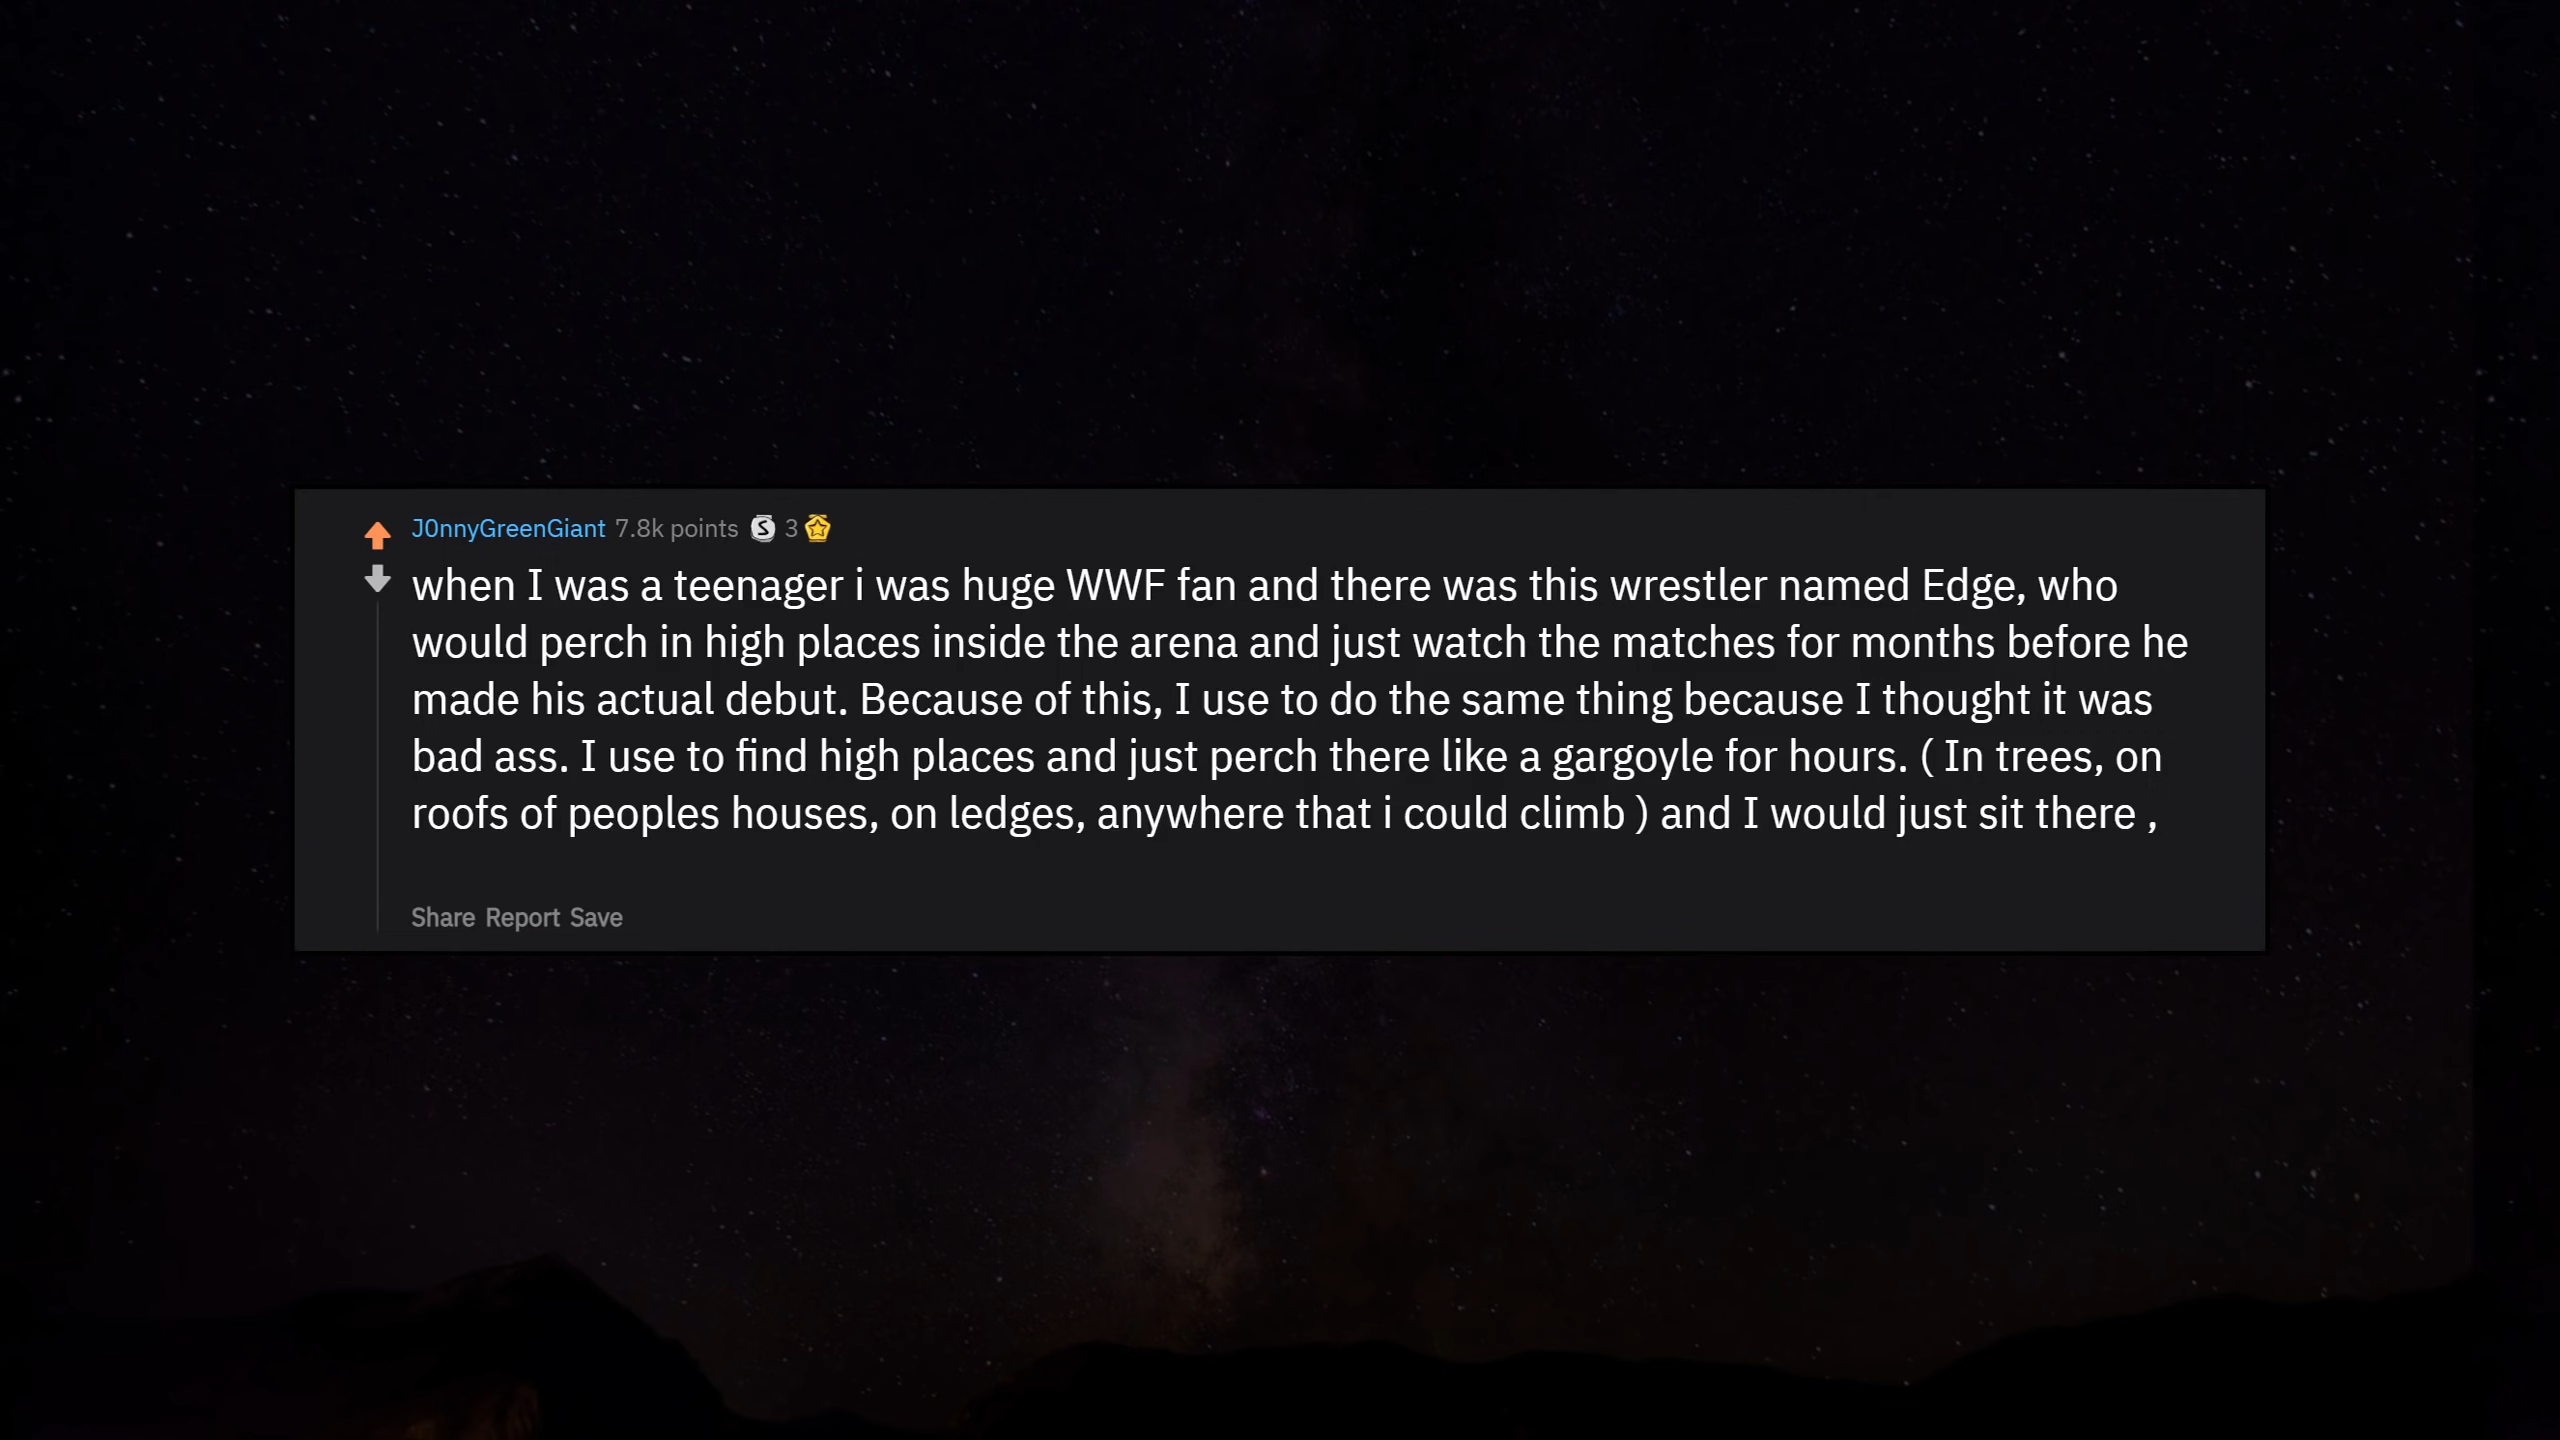 J0nnyGreenGiant 7.8k points S 3
when I was a teenager i was huge WWF fan and there was this wrestler named Edge, who
would perch in high places inside the arena and just watch the matches for months before he
made his actual debut. Because of this, I use to do the same thing because I thought it was
bad ass. I use to find high places and just perch there like a gargoyle for hours. ( In trees, on
roofs of peoples houses, on ledges, anywhere that i could climb ) and I would just sit there ,
Share Report Save